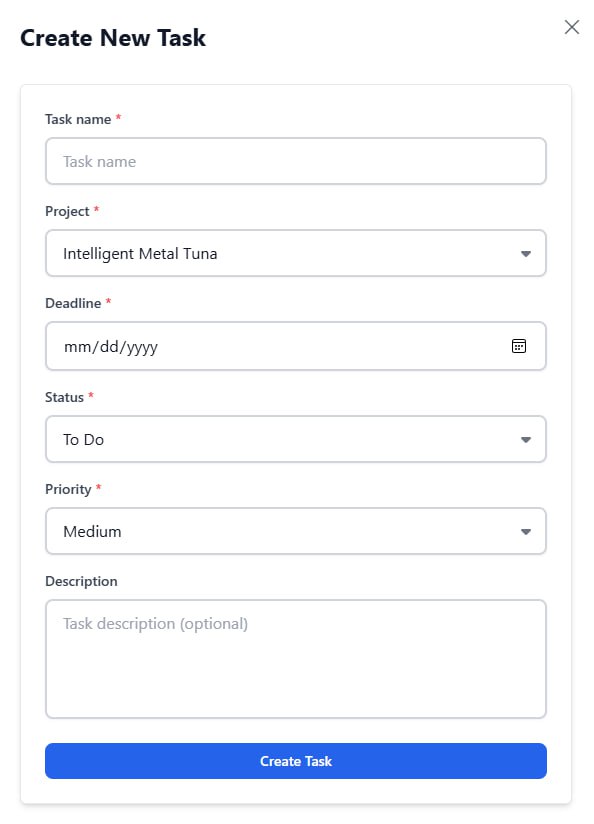 Create New Task
Task name *
Task name
Project *
Intelligent Metal Tuna
Deadline *
mm/dd/yyyy
Status *
To Do
Priority *
Medium
Description
Task description (optional)
Create Task